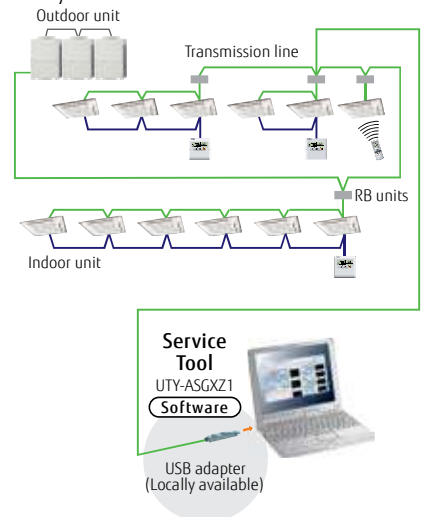 Outdoor unit
Transmission line
RB units
Indoor unit
Service
Tool
UTY-ASGXZ1
Software
USB adapter
(Locally available)